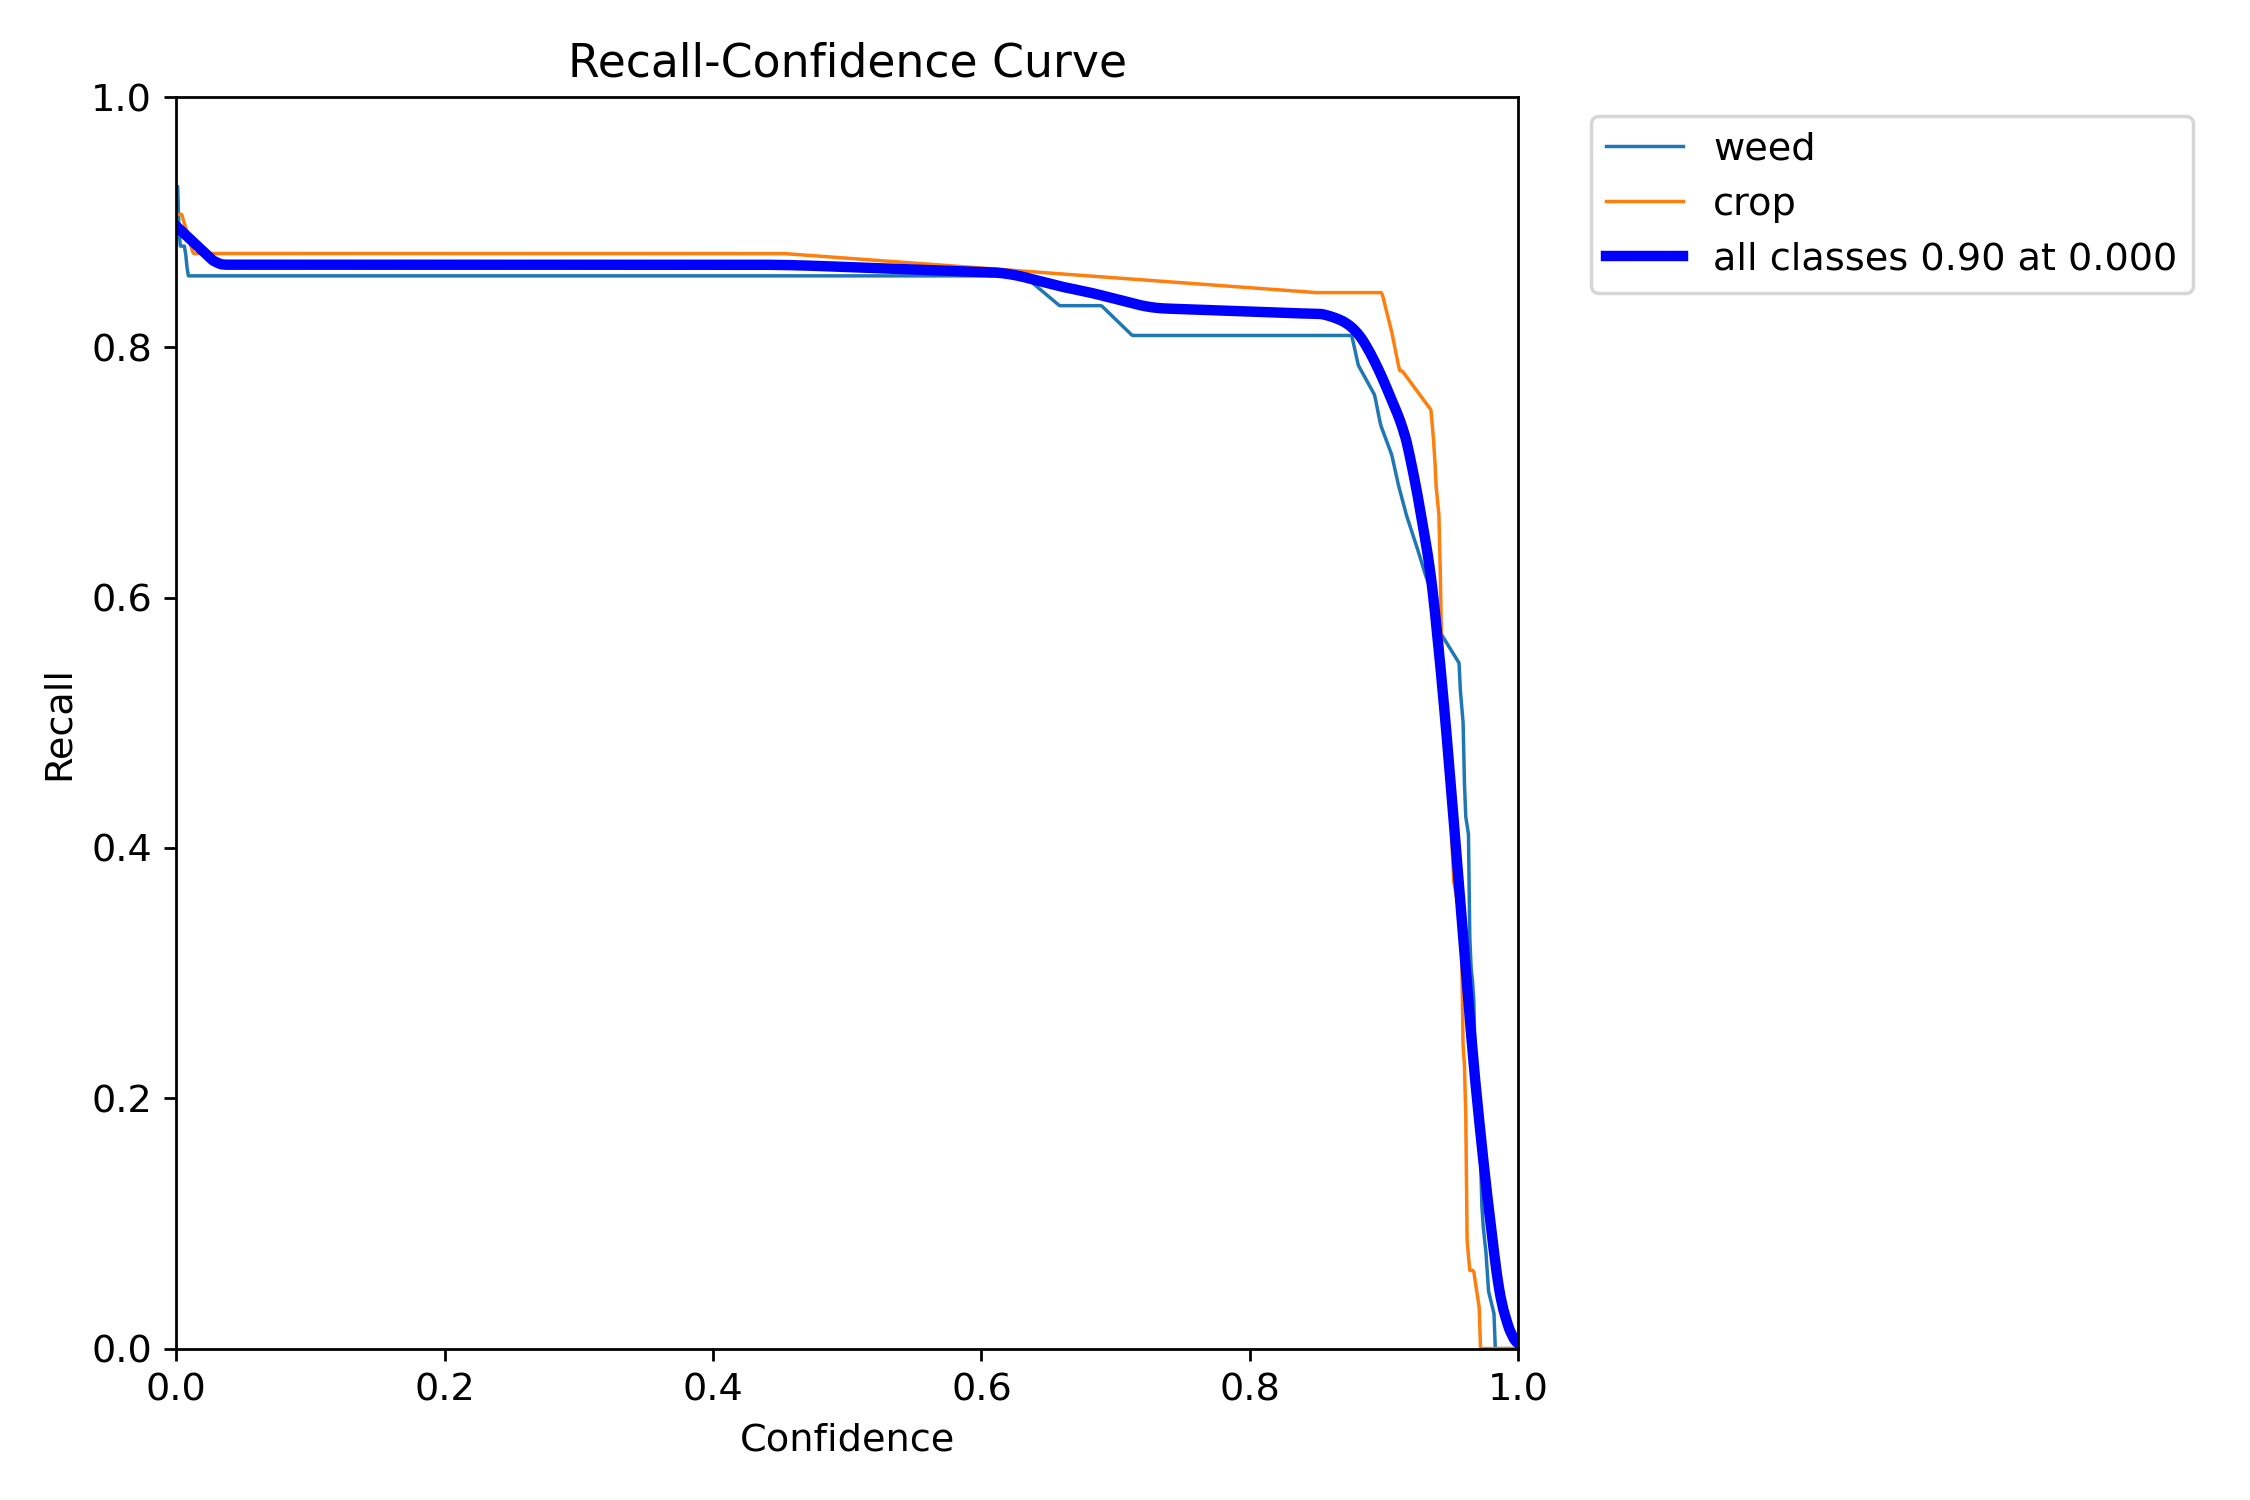 Recall-Confidence Curve
1.0
0.8
0.6
0.4
0.2
0.0
Recall
0.0 0.2 0.4 0.6 0.8 1.0
Confidence
weed
crop
all classes 0.90 at 0.000